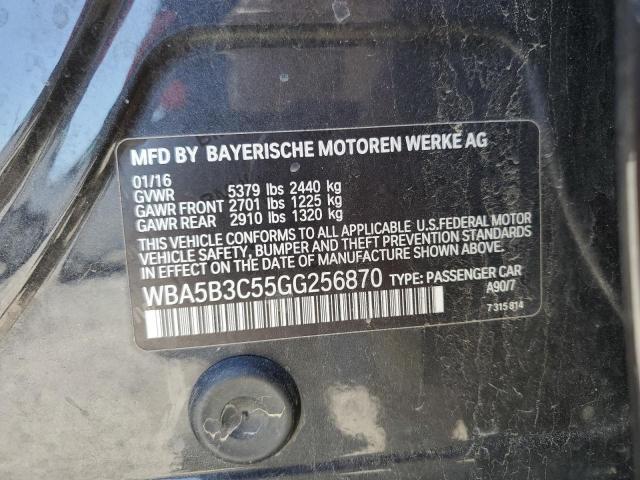 MFD BY BAYERISCHE MOTOREN WERKE AG
01/16
GVWR 5379 lbs 2440 kg
GAWR FRONT 2701 lbs 1225 kg
GAWR REAR 2910 lbs 1320 kg
THIS VEHICLE CONFORMS TO ALL APPLICABLE U.S.FEDERAL MOTOR
VEHICLE SAFETY, BUMPER AND THEFT PREVENTION STANDARDS
IN EFFECT ON THE DATE OF MANUFACTURE SHOWN ABOVE.
WBA5B3C55GG256870 TYPE: PASSENGER CAR
A90/7
7 315 814